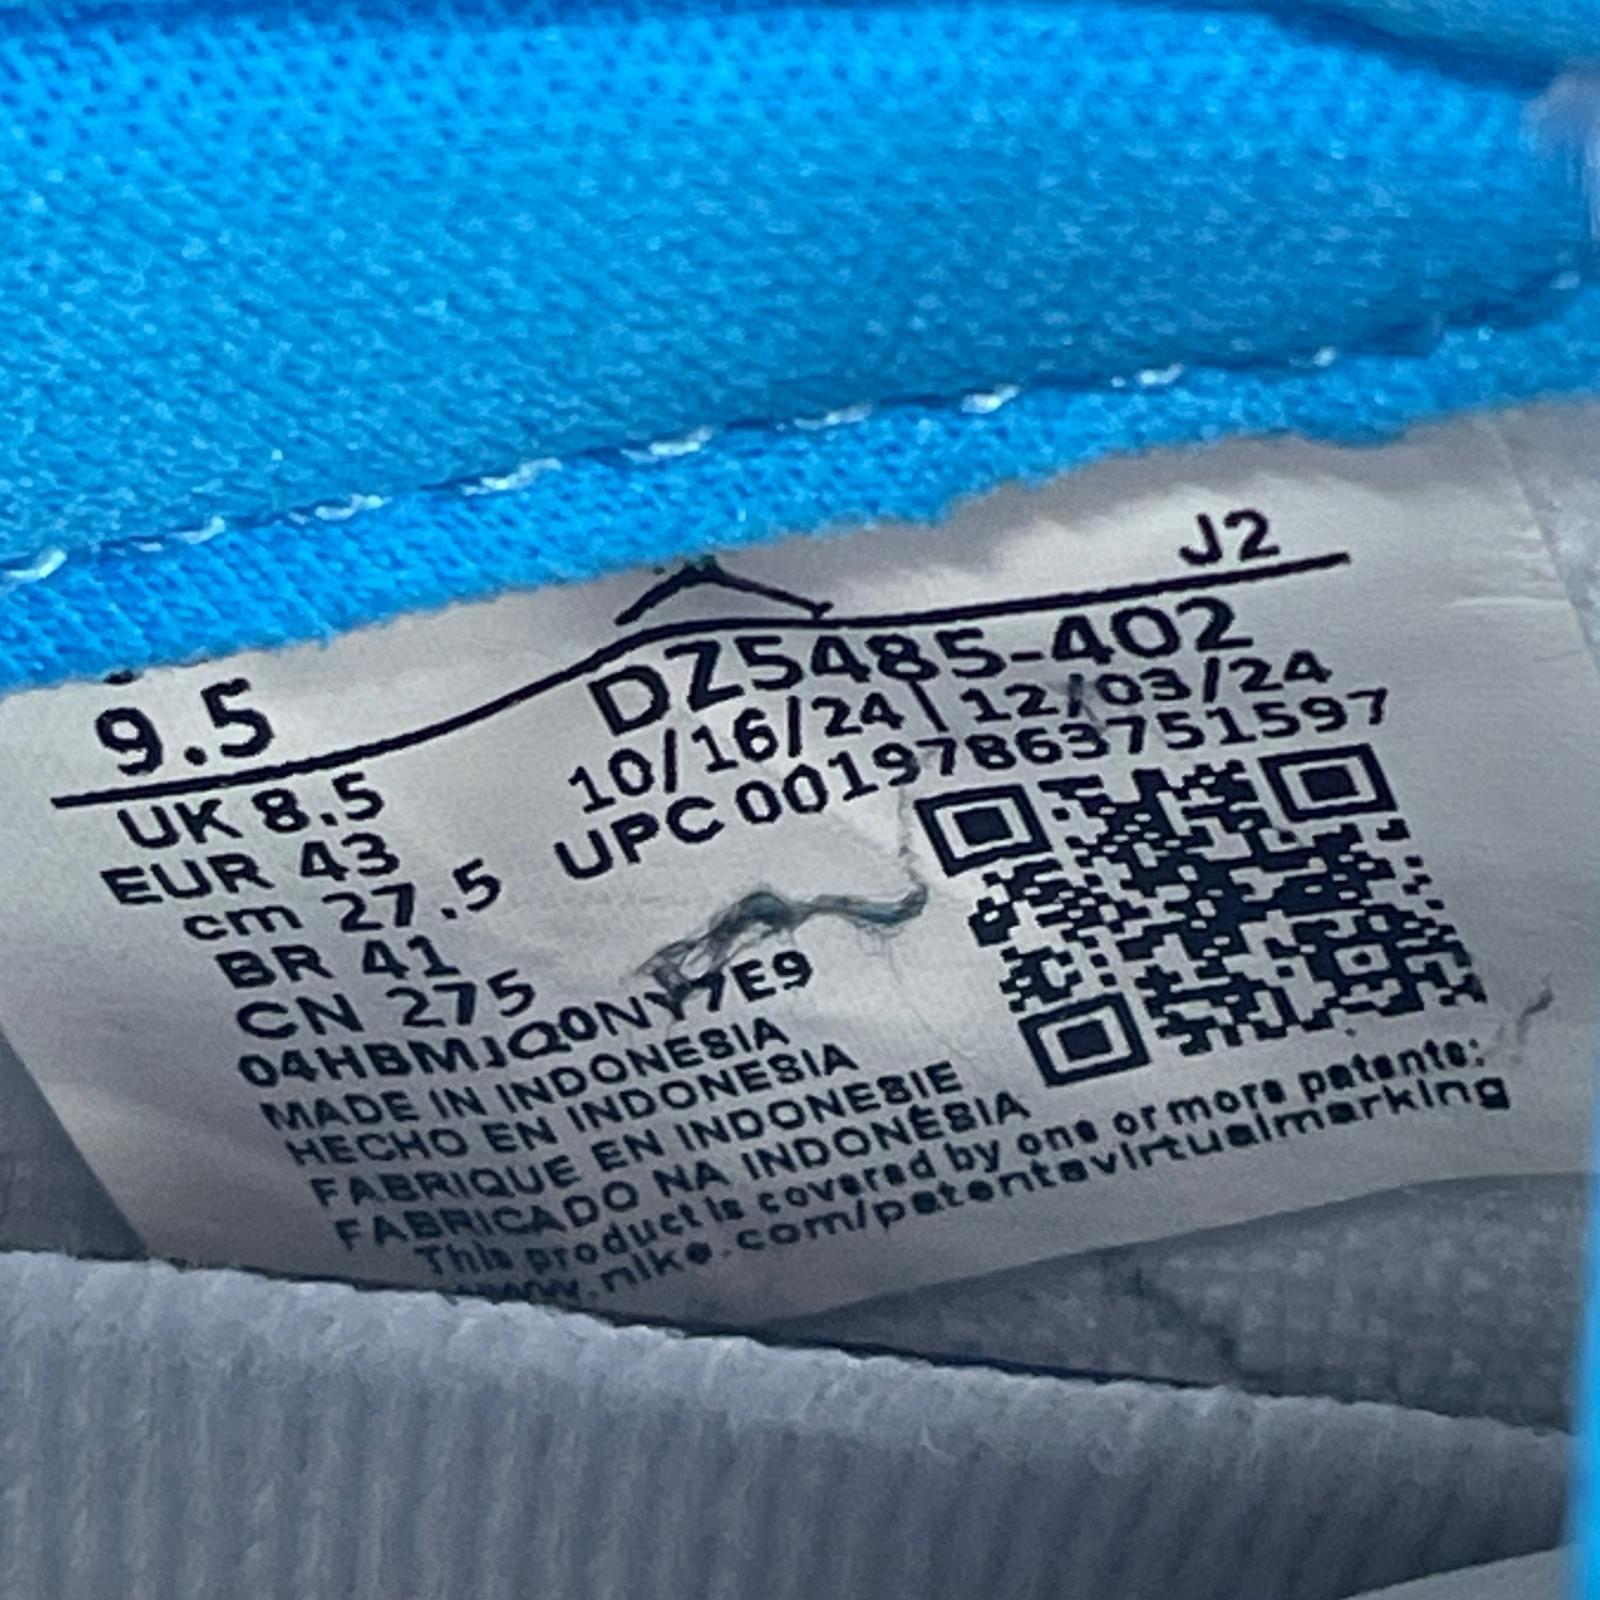 J2
9.5
DZ5485-402
10/16/24 | 12/03/24
UPC 00197863751597
UK 8.5
EUR 43
cm 27.5
BR 41
CN 275
04HBMJQ0NY7E9
MADE IN INDONESIA
HECHO EN INDONESIA
FABRIQUE EN INDONESIE
FABRICADO NA INDONÉSIA
This product is covered by one or more patents:
www.nike.com/patentsvirtualmarking